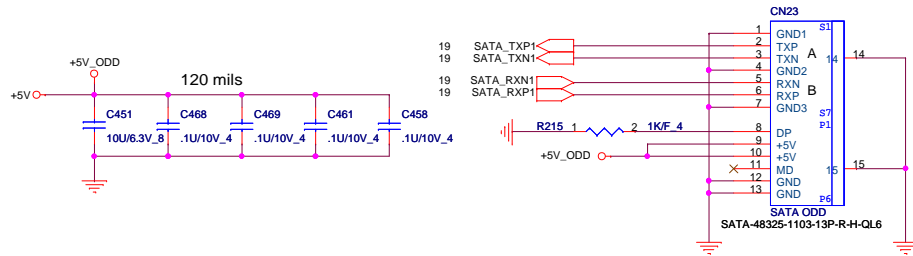 +5V_ODD
+5V
120 mils
C451
10U/6.3V_8
C468
.1U/10V_4
C469
.1U/10V_4
C461
.1U/10V_4
C458
.1U/10V_4
19 SATA_TXP1
19 SATA_TXN1
19 SATA_RXN1
19 SATA_RXP1
R215 1 2 1K/F_4
+5V_ODD
CN23
1 GND1 S1
2 TXP
3 TXN A 14 14
4 GND2
5 RXN B
6 RXP
7 GND3 S7
P1
8 DP
9 +5V
10 +5V
11 MD 15 15
12 GND
13 GND P6
SATA ODD
SATA-48325-1103-13P-R-H-QL6